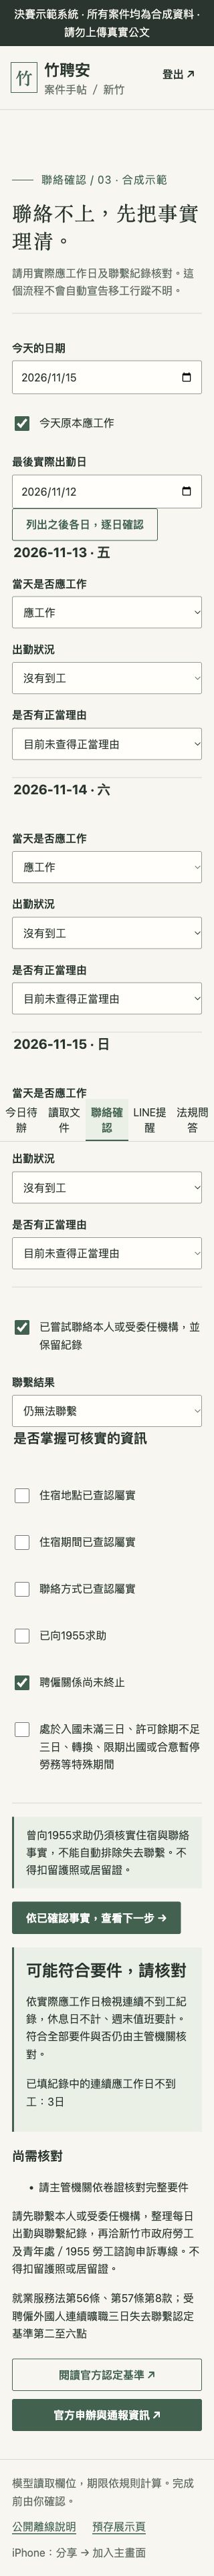 決賽示範系統 · 所有案件均為合成資料 ·
請勿上傳真實公文
竹
竹聘安
案件手帖 / 新竹
登出 ↗
聯絡確認 / 03 · 合成示範
聯絡不上，先把事實
理清。
請用實際應工作日及聯繫紀錄核對。這
個流程不會自動宣告移工行蹤不明。
今天的日期
2026/11/15
今天原本應工作
最後實際出勤日
2026/11/12
列出之後各日，逐日確認
2026-11-13 · 五
當天是否應工作
應工作
出勤狀況
沒有到工
是否有正當理由
目前未查得正當理由
2026-11-14 · 六
當天是否應工作
應工作
出勤狀況
沒有到工
是否有正當理由
目前未查得正當理由
2026-11-15 · 日
當天是否應工作
今日待
辦
讀取文
件
聯絡確
認
LINE提
醒
法規問
答
出勤狀況
沒有到工
是否有正當理由
目前未查得正當理由
已嘗試聯絡本人或受委任機構，並
保留紀錄
聯繫結果
仍無法聯繫
是否掌握可核實的資訊
住宿地點已查認屬實
住宿期間已查認屬實
聯絡方式已查認屬實
已向1955求助
聘僱關係尚未終止
處於入國未滿三日、許可餘期不足
三日、轉換、限期出國或合意暫停
勞務等特殊期間
曾向1955求助仍須核實住宿與聯絡
事實，不能自動排除失去聯繫。不
得扣留護照或居留證。
依已確認事實，查看下一步 →
可能符合要件，請核對
依實際應工作日檢視連續不到工紀
錄，休息日不計、週末值班要計。
符合全部要件與否仍由主管機關核
對。
已填紀錄中的連續應工作日不到
工：3日
尚需核對
• 請主管機關依卷證核對完整要件
請先聯繫本人或受委任機構，整理每日
出勤與聯繫紀錄，再洽新竹市政府勞工
及青年處 / 1955 勞工諮詢申訴專線。不
得扣留護照或居留證。
就業服務法第56條、第57條第8款；受
聘僱外國人連續曠職三日失去聯繫認定
基準第二至六點
閱讀官方認定基準 ↗
官方申辦與通報資訊 ↗
模型讀取欄位，期限依規則計算。完成
前由你確認。
公開離線說明
預存展示頁
iPhone：分享 → 加入主畫面